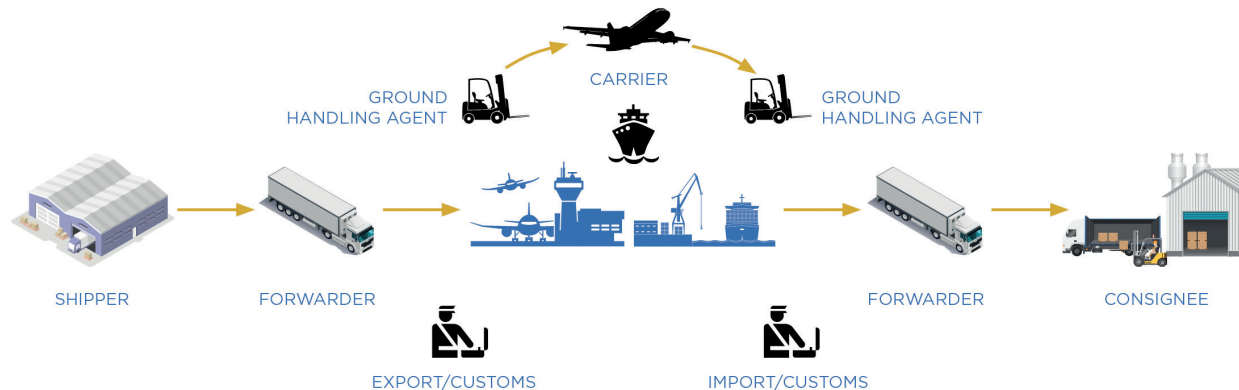 CARRIER
GROUND
HANDLING AGENT
GROUND
HANDLING AGENT
SHIPPER
FORWARDER
FORWARDER
CONSIGNEE
EXPORT/CUSTOMS
IMPORT/CUSTOMS